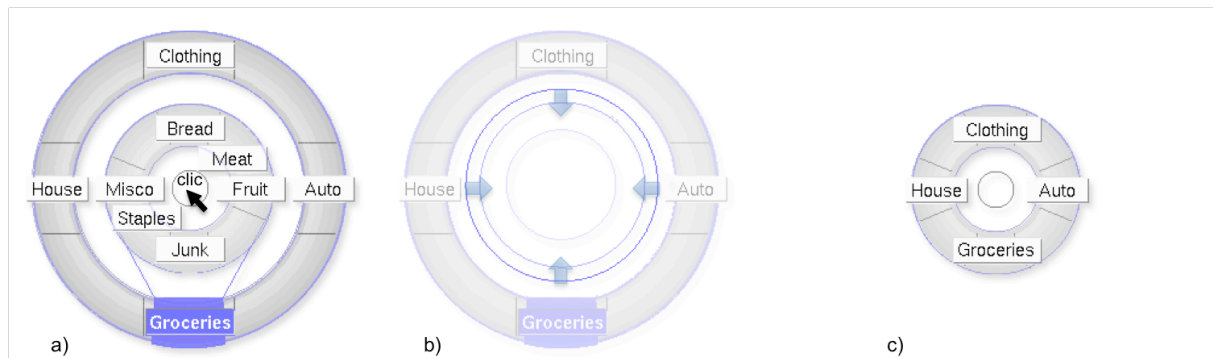 Clothing
Bread
Meat
clic
House
Misco
Fruit
Auto
Staples
Junk
Groceries
a)
Clothing
House
Auto
Groceries
b)
Clothing
House
Auto
Groceries
c)